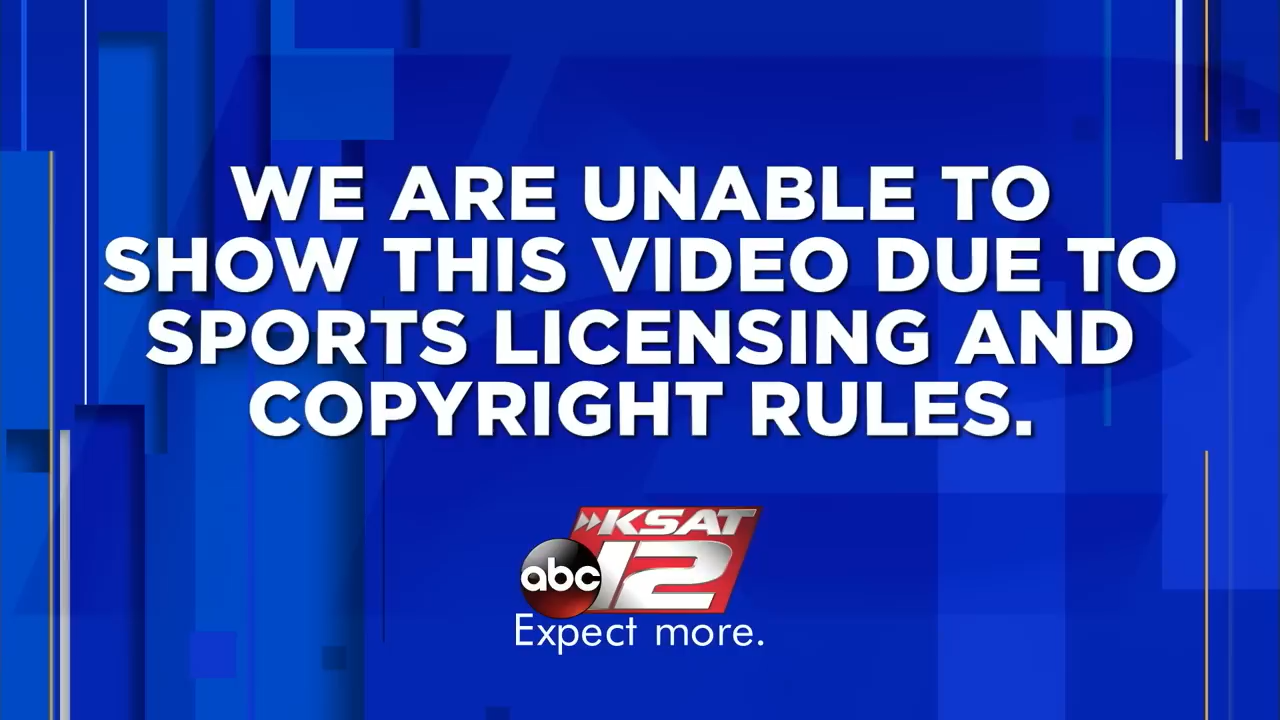 WE ARE UNABLE TO
SHOW THIS VIDEO DUE TO
SPORTS LICENSING AND
COPYRIGHT RULES.
KSAT
abc 12
Expect more.